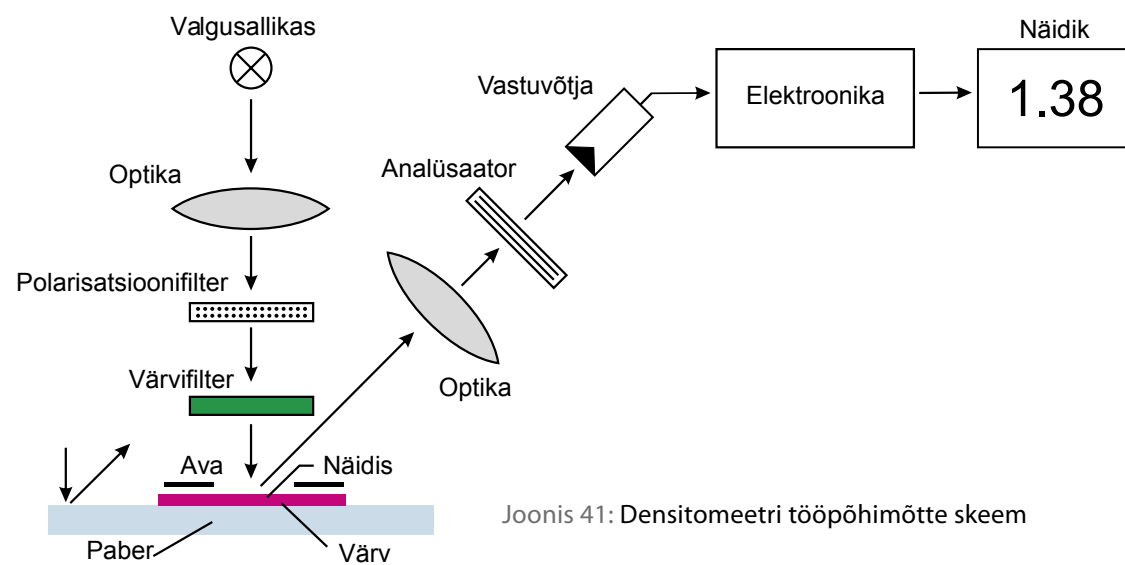 Valgusallikas
Näidik
Vastuvõtja
Elektroonika
1.38
Optika
Analüsaator
Polarisatsioonifilter
Värvifilter
Optika
Ava
Näidis
Joonis 41: Densitomeetri tööpõhimõtte skeem
Paber
Värv